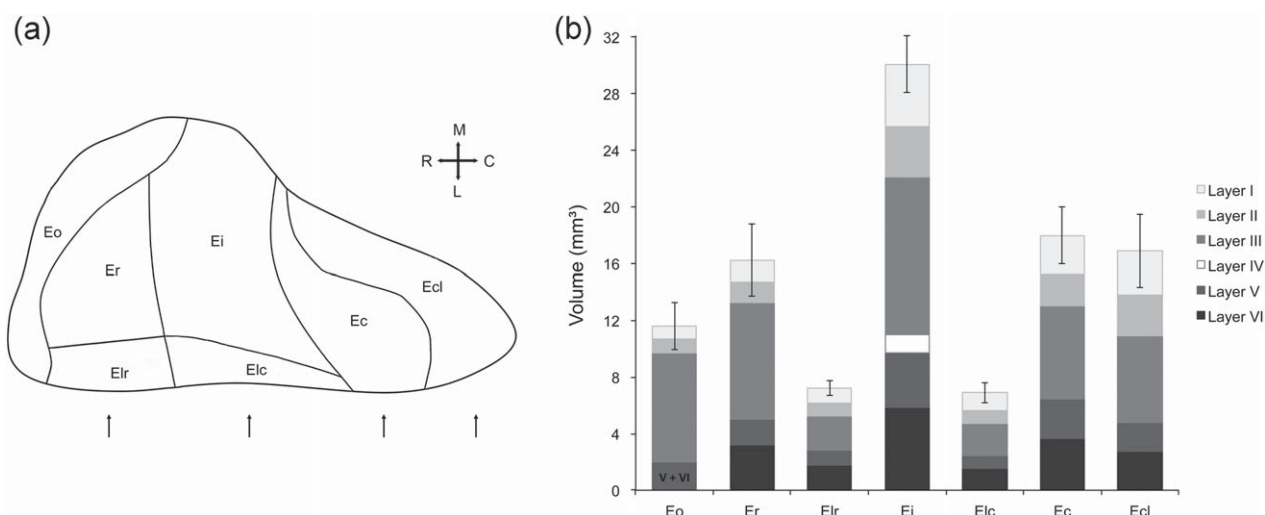 (a)
M
R C
L
Eo
Er
Ei
Ecl
Ec
Elr
Elc
(b)
Volume (mm³)
32
28
24
20
16
12
8
4
0
V + VI
Eo Er Elr Ei Elc Ec Ecl
Layer I
Layer II
Layer III
Layer IV
Layer V
Layer VI